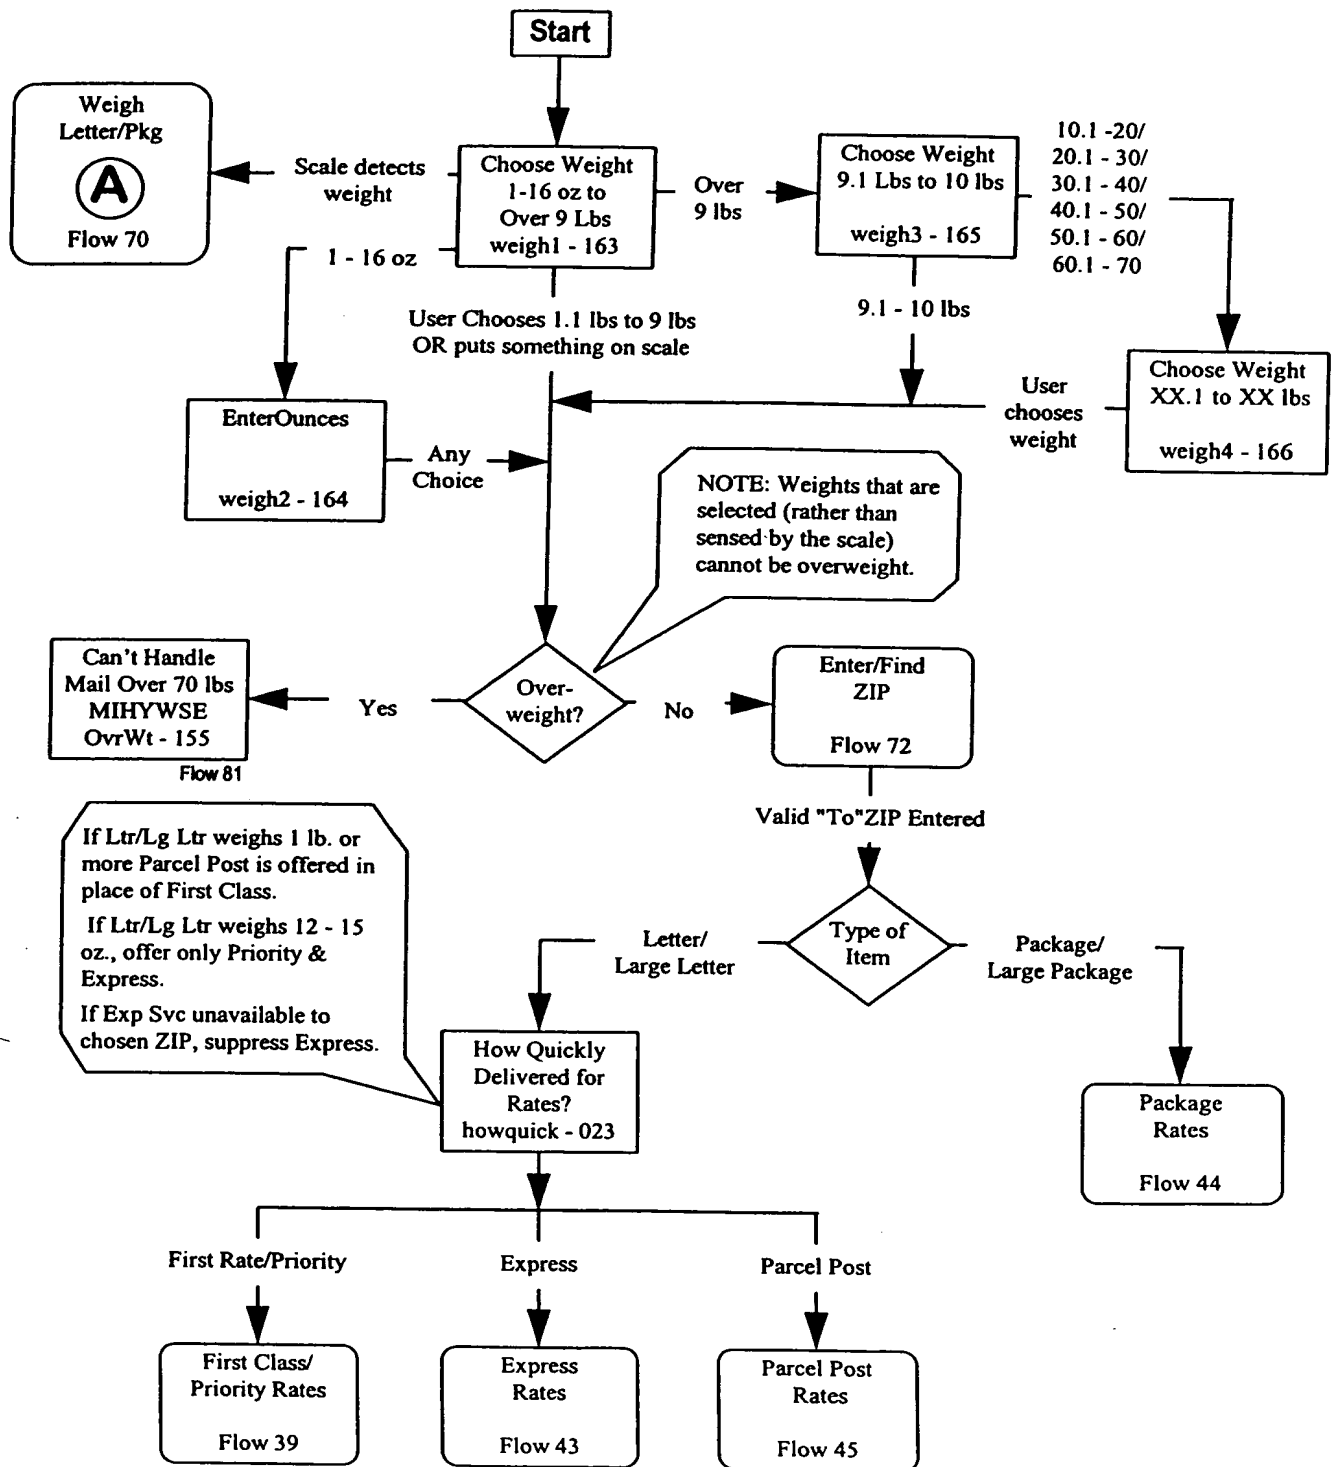 Start
Weigh
Letter/Pkg
A
Flow 70
Scale detects
weight
Choose Weight
1-16 oz to
Over 9 Lbs
weigh1 - 163
Over
9 lbs
Choose Weight
9.1 Lbs to 10 lbs
weigh3 - 165
10.1 -20/
20.1 - 30/
30.1 - 40/
40.1 - 50/
50.1 - 60/
60.1 - 70
1 - 16 oz
User Chooses 1.1 lbs to 9 lbs
OR puts something on scale
9.1 - 10 lbs
Choose Weight
XX.1 to XX lbs
weigh4 - 166
User
chooses
weight
EnterOunces
weigh2 - 164
Any
Choice
NOTE: Weights that are
selected (rather than
sensed by the scale)
cannot be overweight.
Can't Handle
Mail Over 70 lbs
MIHYWSE
OvrWt - 155
Flow 81
Yes
Over-
weight?
No
Enter/Find
ZIP
Flow 72
Valid "To"ZIP Entered
If Ltr/Lg Ltr weighs 1 lb. or
more Parcel Post is offered in
place of First Class.
If Ltr/Lg Ltr weighs 12 - 15
oz., offer only Priority &
Express.
If Exp Svc unavailable to
chosen ZIP, suppress Express.
Letter/
Large Letter
Type of
Item
Package/
Large Package
How Quickly
Delivered for
Rates?
howquick - 023
Package
Rates
Flow 44
First Rate/Priority
Express
Parcel Post
First Class/
Priority Rates
Flow 39
Express
Rates
Flow 43
Parcel Post
Rates
Flow 45